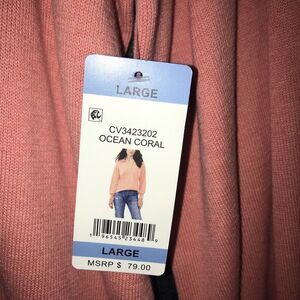 LARGE
CV3423202
OCEAN CORAL
LARGE
MSRP $ 79.00